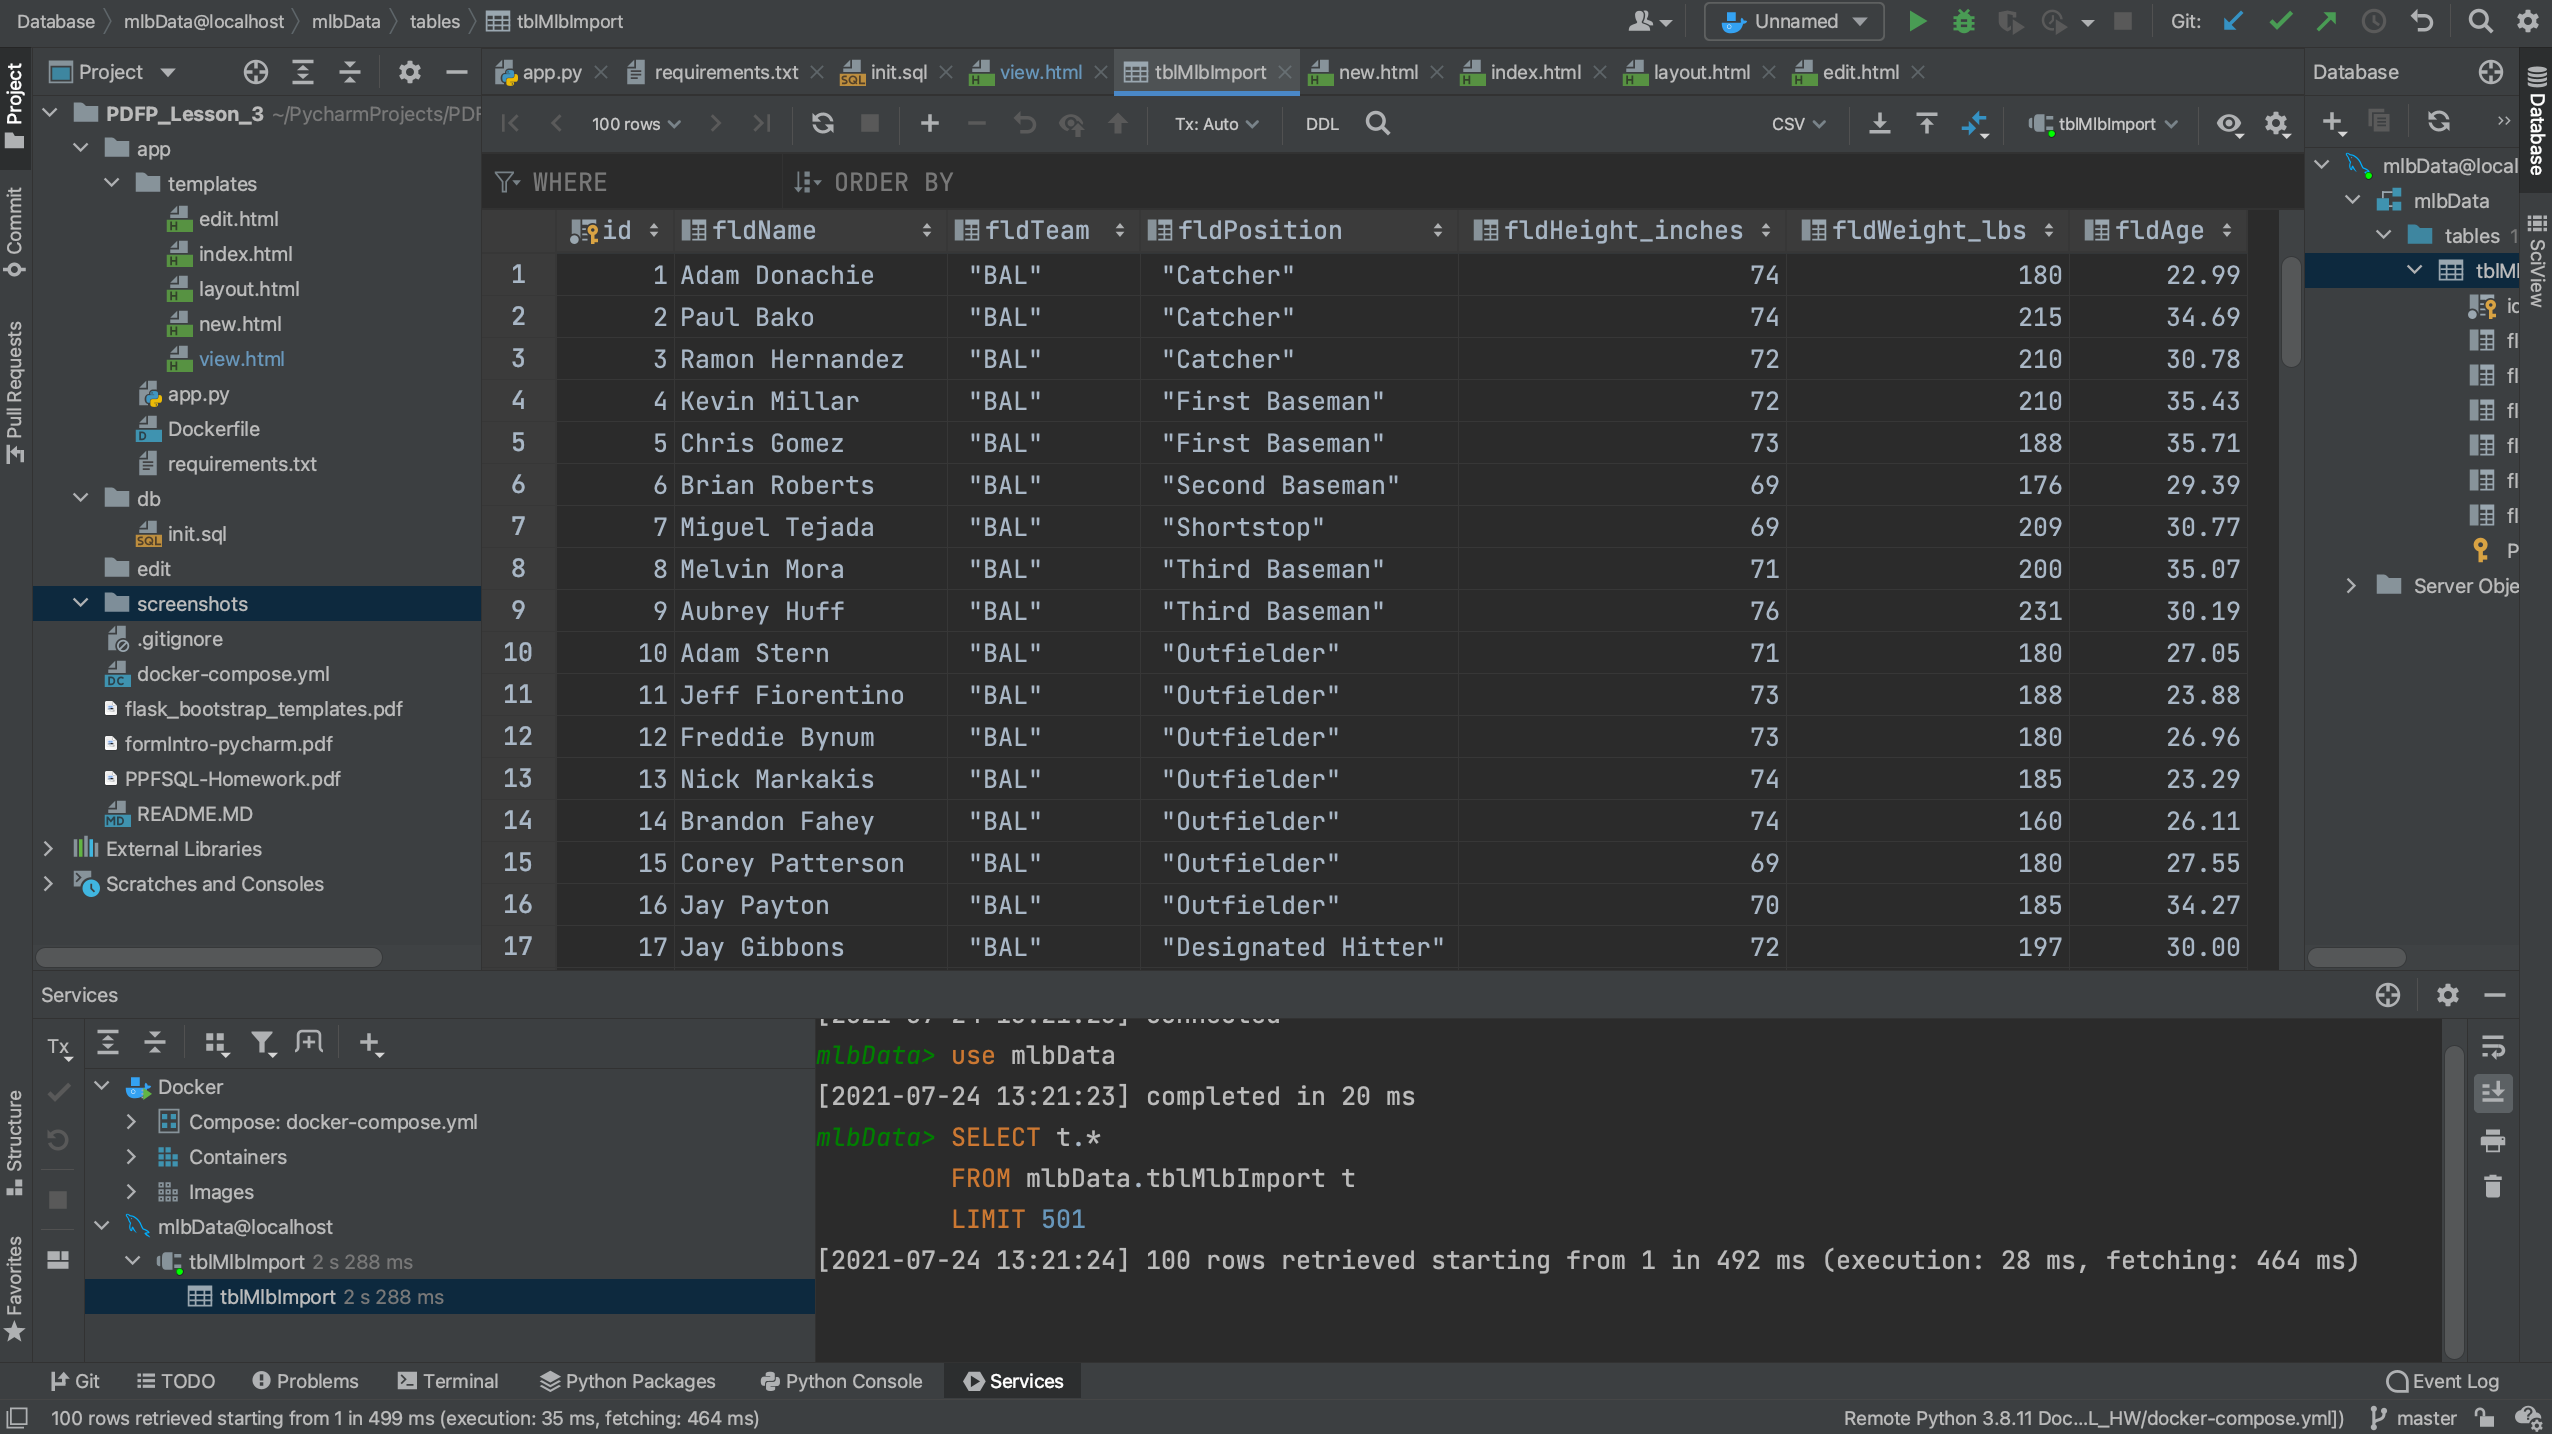 Database mlbData@localhost mlbData tables tblMlbImport
Unnamed Git:
Project
app.py requirements.txt init.sql view.html tblMlbImport new.html index.html layout.html edit.html
Database
PDFP_Lesson_3 ~/PycharmProjects/PDF
app
templates
edit.html
index.html
layout.html
new.html
view.html
app.py
Dockerfile
requirements.txt
db
init.sql
edit
screenshots
.gitignore
docker-compose.yml
flask_bootstrap_templates.pdf
formIntro-pycharm.pdf
PPFSQL-Homework.pdf
README.MD
External Libraries
Scratches and Consoles
Project
Commit
Pull Requests
Structure
Favorites
100 rows Tx: Auto DDL CSV tblMlbImport
WHERE ORDER BY
id fldName fldTeam fldPosition fldHeight_inches fldWeight_lbs fldAge
1 1 Adam Donachie "BAL" "Catcher" 74 180 22.99
2 2 Paul Bako "BAL" "Catcher" 74 215 34.69
3 3 Ramon Hernandez "BAL" "Catcher" 72 210 30.78
4 4 Kevin Millar "BAL" "First Baseman" 72 210 35.43
5 5 Chris Gomez "BAL" "First Baseman" 73 188 35.71
6 6 Brian Roberts "BAL" "Second Baseman" 69 176 29.39
7 7 Miguel Tejada "BAL" "Shortstop" 69 209 30.77
8 8 Melvin Mora "BAL" "Third Baseman" 71 200 35.07
9 9 Aubrey Huff "BAL" "Third Baseman" 76 231 30.19
10 10 Adam Stern "BAL" "Outfielder" 71 180 27.05
11 11 Jeff Fiorentino "BAL" "Outfielder" 73 188 23.88
12 12 Freddie Bynum "BAL" "Outfielder" 73 180 26.96
13 13 Nick Markakis "BAL" "Outfielder" 74 185 23.29
14 14 Brandon Fahey "BAL" "Outfielder" 74 160 26.11
15 15 Corey Patterson "BAL" "Outfielder" 69 180 27.55
16 16 Jay Payton "BAL" "Outfielder" 70 185 34.27
17 17 Jay Gibbons "BAL" "Designated Hitter" 72 197 30.00
mlbData@local
mlbData
tables 1
tblMl
Server Obje
Database
SciView
Services
Tx
Docker
Compose: docker-compose.yml
Containers
Images
mlbData@localhost
tblMlbImport 2 s 288 ms
tblMlbImport 2 s 288 ms
mlbData> use mlbData
[2021-07-24 13:21:23] completed in 20 ms
mlbData> SELECT t.*
FROM mlbData.tblMlbImport t
LIMIT 501
[2021-07-24 13:21:24] 100 rows retrieved starting from 1 in 492 ms (execution: 28 ms, fetching: 464 ms)
Git TODO Problems Terminal Python Packages Python Console Services Event Log
100 rows retrieved starting from 1 in 499 ms (execution: 35 ms, fetching: 464 ms) Remote Python 3.8.11 Doc...L_HW/docker-compose.yml]) master